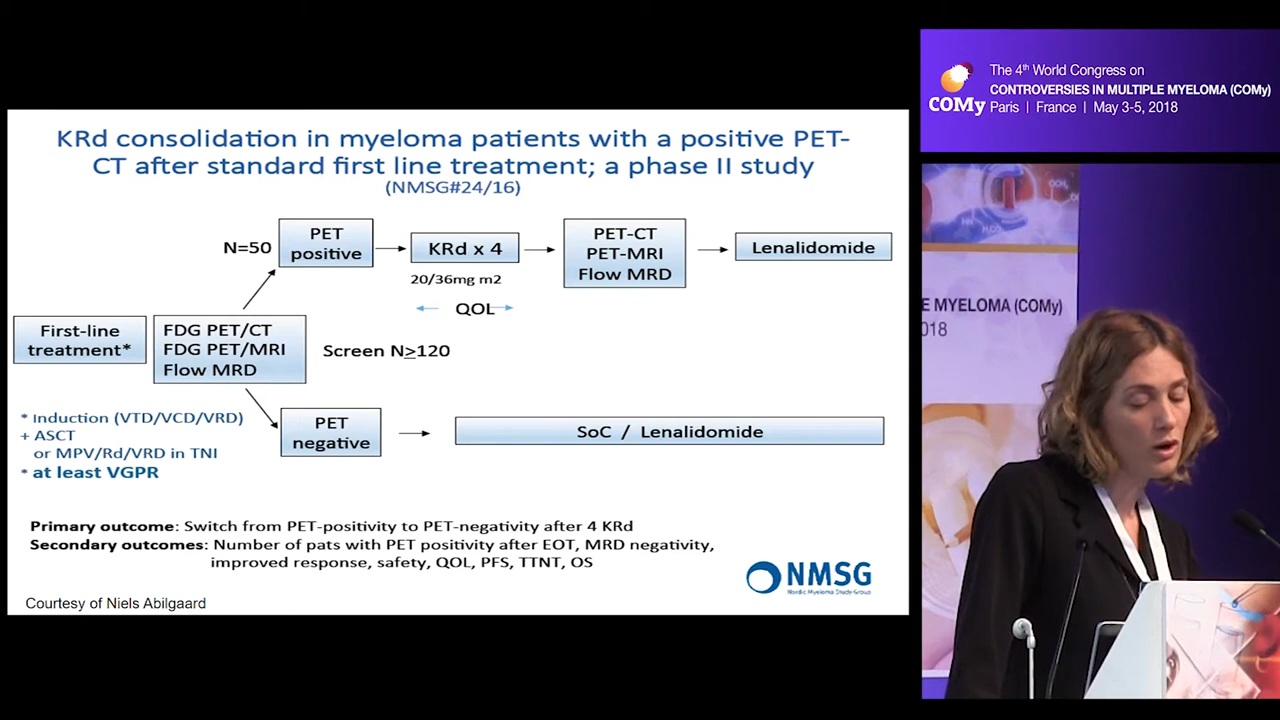 KRd consolidation in myeloma patients with a positive PET-
CT after standard first line treatment; a phase II study
(NMSG#24/16)
N=50
PET
positive
KRd x 4
20/36mg m2
QOL
PET-CT
PET-MRI
Flow MRD
Lenalidomide
First-line
treatment*
FDG PET/CT
FDG PET/MRI
Flow MRD
Screen N≥120
* Induction (VTD/VCD/VRD)
+ ASCT
or MPV/Rd/VRD in TNI
* at least VGPR
PET
negative
SoC / Lenalidomide
Primary outcome: Switch from PET-positivity to PET-negativity after 4 KRd
Secondary outcomes: Number of pats with PET positivity after EOT, MRD negativity,
improved response, safety, QOL, PFS, TTNT, OS
NMSG
Nordic Myeloma Study Group
Courtesy of Niels Abilgaard
COMy
The 4th World Congress on
CONTROVERSIES IN MULTIPLE MYELOMA (COMy)
Paris | France | May 3-5, 2018
E MYELOMA (COMy)
018